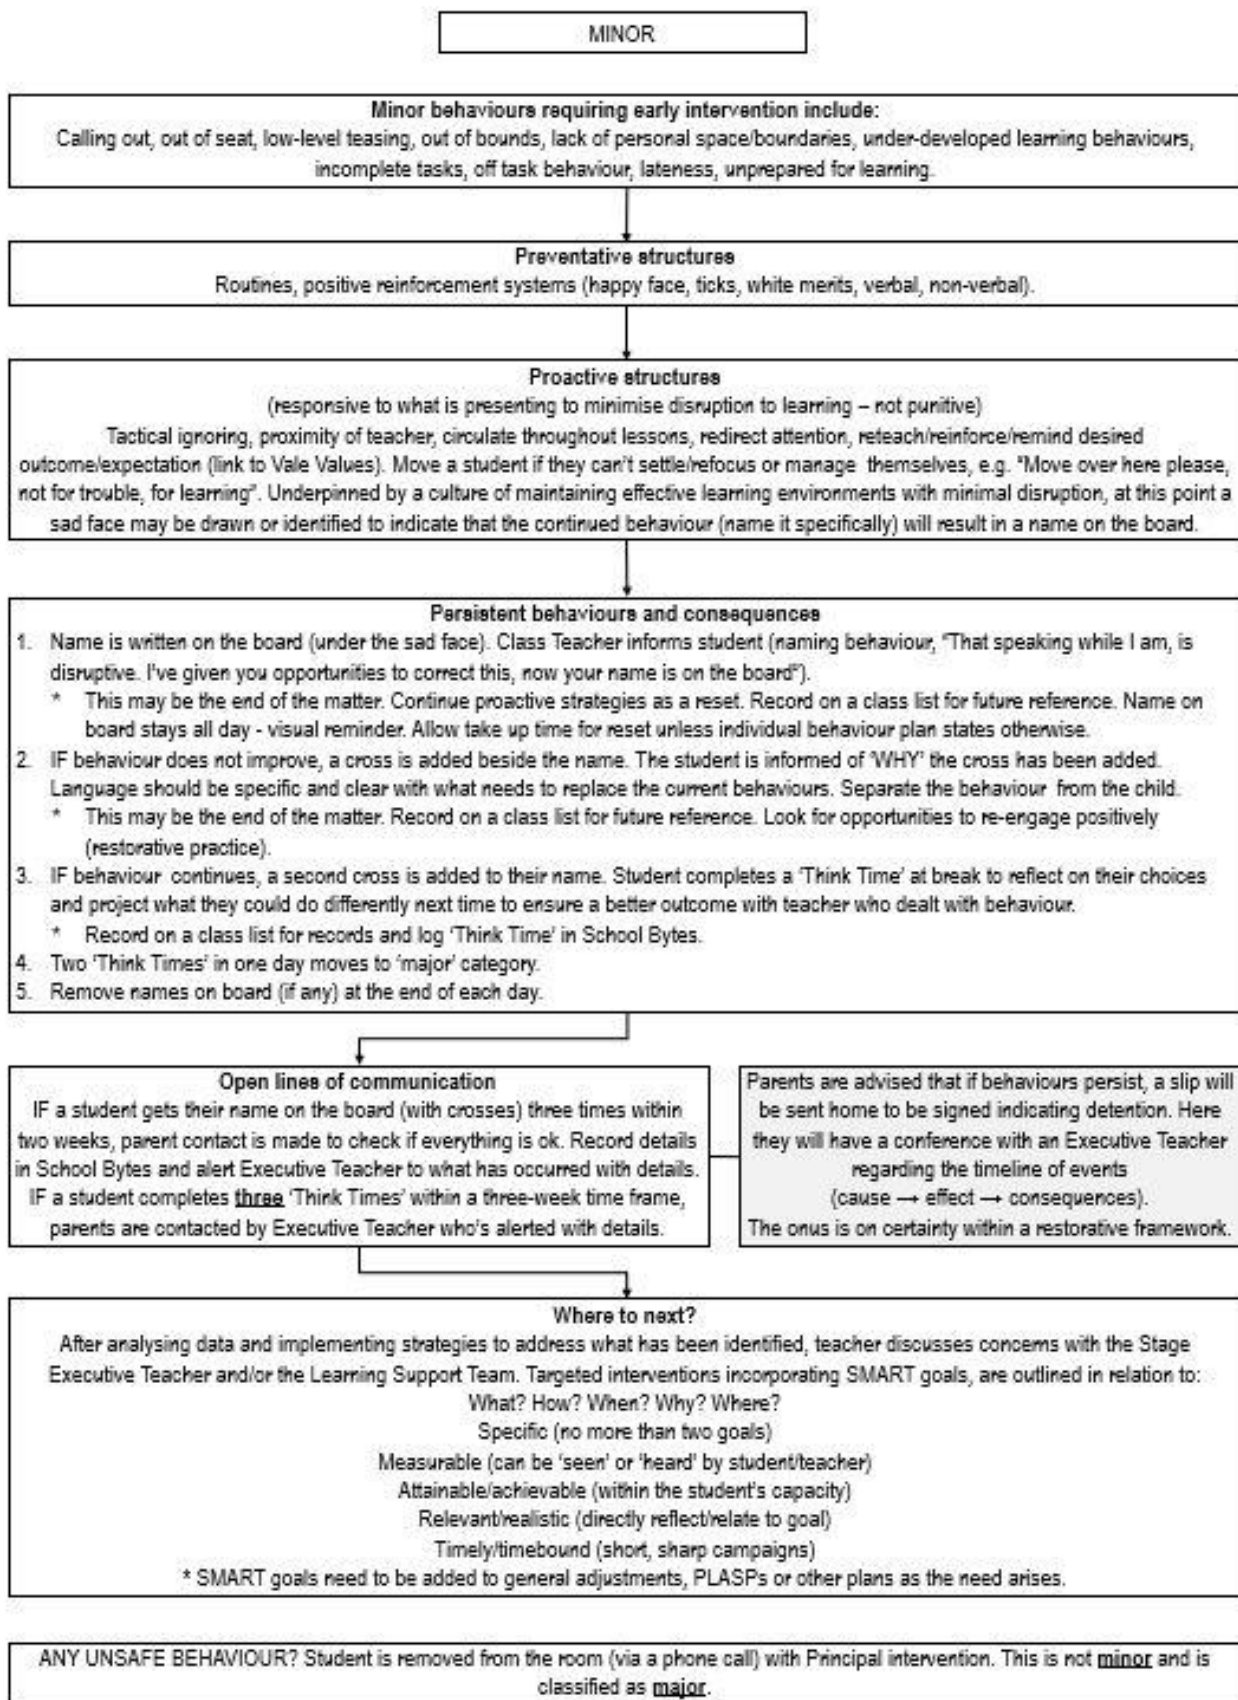 MINOR
Minor behaviours requiring early intervention include:
Calling out, out of seat, low-level teasing, out of bounds, lack of personal space/boundaries, under-developed learning behaviours,
incomplete tasks, off task behaviour, lateness, unprepared for learning.
Preventative structures
Routines, positive reinforcement systems (happy face, ticks, white merits, verbal, non-verbal).
Proactive structures
(responsive to what is presenting to minimise disruption to learning – not punitive)
Tactical ignoring, proximity of teacher, circulate throughout lessons, redirect attention, reteach/reinforce/remind desired
outcome/expectation (link to Vale Values). Move a student if they can't settle/refocus or manage themselves, e.g. "Move over here please,
not for trouble, for learning". Underpinned by a culture of maintaining effective learning environments with minimal disruption, at this point a
sad face may be drawn or identified to indicate that the continued behaviour (name it specifically) will result in a name on the board.
Persistent behaviours and consequences
1. Name is written on the board (under the sad face). Class Teacher informs student (naming behaviour, "That speaking while I am, is
disruptive. I've given you opportunities to correct this, now your name is on the board").
* This may be the end of the matter. Continue proactive strategies as a reset. Record on a class list for future reference. Name on
board stays all day - visual reminder. Allow take up time for reset unless individual behaviour plan states otherwise.
2. IF behaviour does not improve, a cross is added beside the name. The student is informed of 'WHY' the cross has been added.
Language should be specific and clear with what needs to replace the current behaviours. Separate the behaviour from the child.
* This may be the end of the matter. Record on a class list for future reference. Look for opportunities to re-engage positively
(restorative practice).
3. IF behaviour continues, a second cross is added to their name. Student completes a 'Think Time' at break to reflect on their choices
and project what they could do differently next time to ensure a better outcome with teacher who dealt with behaviour.
* Record on a class list for records and log 'Think Time' in School Bytes.
4. Two 'Think Times' in one day moves to 'major' category.
5. Remove names on board (if any) at the end of each day.
Open lines of communication
IF a student gets their name on the board (with crosses) three times within
two weeks, parent contact is made to check if everything is ok. Record details
in School Bytes and alert Executive Teacher to what has occurred with details.
IF a student completes three 'Think Times' within a three-week time frame,
parents are contacted by Executive Teacher who's alerted with details.
Parents are advised that if behaviours persist, a slip will
be sent home to be signed indicating detention. Here
they will have a conference with an Executive Teacher
regarding the timeline of events
(cause → effect → consequences).
The onus is on certainty within a restorative framework.
Where to next?
After analysing data and implementing strategies to address what has been identified, teacher discusses concerns with the Stage
Executive Teacher and/or the Learning Support Team. Targeted interventions incorporating SMART goals, are outlined in relation to:
What? How? When? Why? Where?
Specific (no more than two goals)
Measurable (can be 'seen' or 'heard' by student/teacher)
Attainable/achievable (within the student's capacity)
Relevant/realistic (directly reflect/relate to goal)
Timely/timebound (short, sharp campaigns)
* SMART goals need to be added to general adjustments, PLASPs or other plans as the need arises.
ANY UNSAFE BEHAVIOUR? Student is removed from the room (via a phone call) with Principal intervention. This is not minor and is
classified as major.